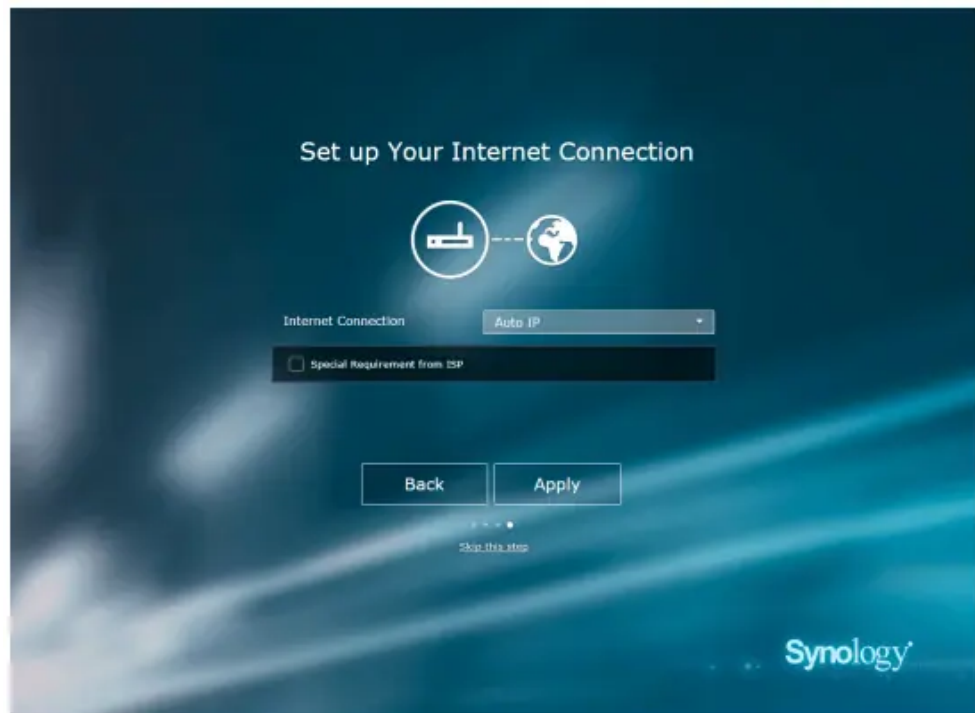 Set up Your Internet Connection
Internet Connection Auto IP
Special Requirement from ISP
Back Apply
Skip this step
Synology